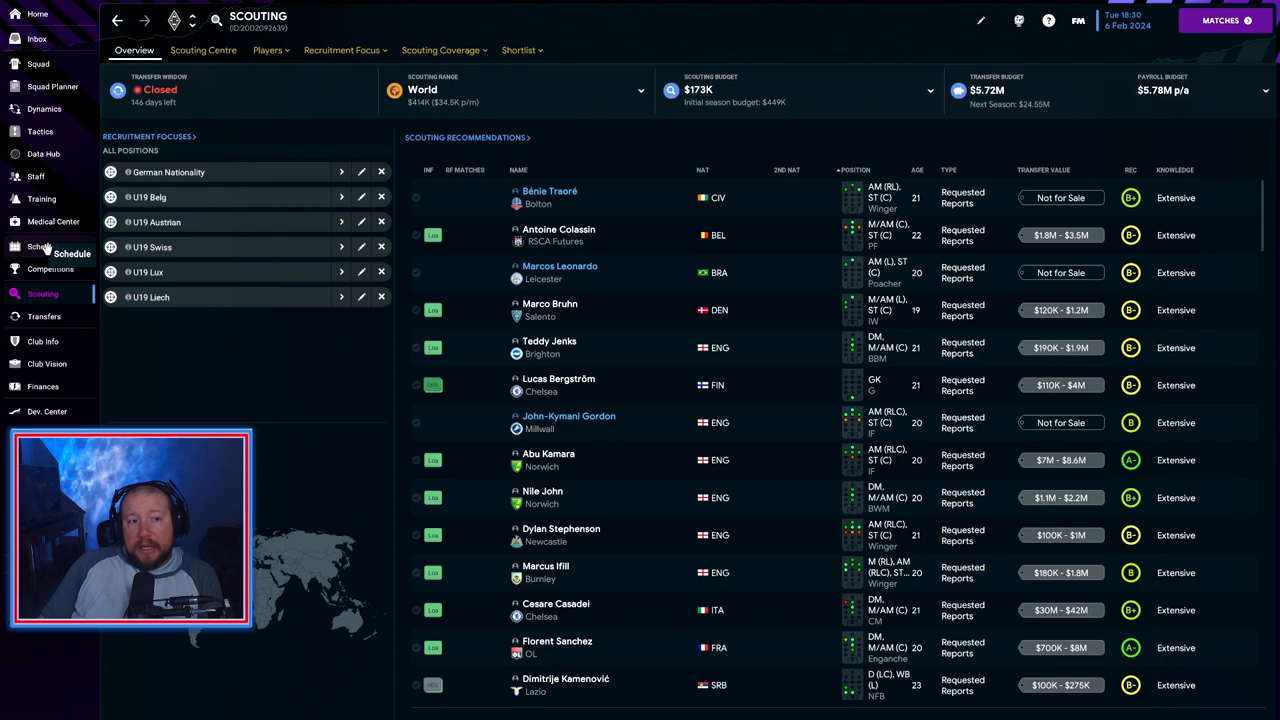 Home
Inbox
Squad
Squad Planner
Dynamics
Tactics
Data Hub
Staff
Training
Medical Center
Schedule
Competitions
Scouting
Transfers
Club Info
Club Vision
Finances
Dev. Center
SCOUTING
(ID:2002092639)
FM
Tue 18:30
6 Feb 2024
MATCHES
Overview
Scouting Centre
Players
Recruitment Focus
Scouting Coverage
Shortlist
TRANSFER WINDOW
Closed
146 days left
SCOUTING RANGE
World
$414K ($34.5K p/m)
SCOUTING BUDGET
$173K
Initial season budget: $449K
TRANSFER BUDGET
$5.72M
Next Season: $24.55M
PAYROLL BUDGET
$5.78M p/a
RECRUITMENT FOCUSES >
ALL POSITIONS
German Nationality
U19 Belg
U19 Austrian
U19 Swiss
U19 Lux
U19 Liech
SCOUTING RECOMMENDATIONS >
INF RF MATCHES NAME NAT 2ND NAT POSITION AGE TYPE TRANSFER VALUE REC KNOWLEDGE
Bénie Traoré Bolton CIV AM (RL), ST (C) Winger 21 Requested Reports Not for Sale B+ Extensive
Loa Antoine Colassin RSCA Futures BEL M/AM (C), ST (C) PF 22 Requested Reports $1.8M - $3.5M B- Extensive
Marcos Leonardo Leicester BRA AM (L), ST (C) Poacher 20 Requested Reports Not for Sale B- Extensive
Loa Marco Bruhn Salento DEN M/AM (L), ST (C) IW 19 Requested Reports $120K - $1.2M B- Extensive
Loa Teddy Jenks Brighton ENG DM, M/AM (C) BBM 21 Requested Reports $190K - $1.9M B- Extensive
Lucas Bergström Chelsea FIN GK G 21 Requested Reports $110K - $4M B- Extensive
John-Kymani Gordon Millwall ENG AM (RLC), ST (C) IF 20 Requested Reports Not for Sale B Extensive
Loa Abu Kamara Norwich ENG AM (RLC), ST (C) IF 20 Requested Reports $7M - $8.6M A- Extensive
Loa Nile John Norwich ENG DM, M/AM (C) BWM 20 Requested Reports $1.1M - $2.2M B+ Extensive
Loa Dylan Stephenson Newcastle ENG AM (RLC), ST (C) Winger 21 Requested Reports $100K - $1M B- Extensive
Loa Marcus Ifill Burnley ENG M (RL), AM (RLC), ST... Winger 20 Requested Reports $180K - $1.8M B Extensive
Loa Cesare Casadei Chelsea ITA DM, M/AM (C) CM 21 Requested Reports $30M - $42M B+ Extensive
Loa Florent Sanchez OL FRA DM, M/AM (C) Enganche 20 Requested Reports $700K - $8M A- Extensive
Dimitrije Kamenović Lazio SRB D (LC), WB (L) NFB 23 Requested Reports $100K - $275K B- Extensive